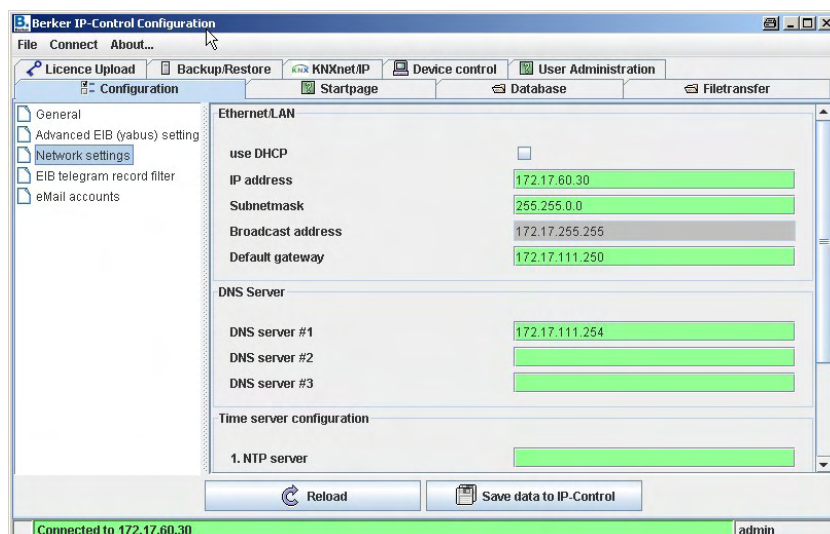 B. Berker IP-Control Configuration
Berker
File Connect About...
Licence Upload Backup/Restore KNX KNXnet/IP Device control User Administration
Configuration Startpage Database Filetransfer
General
Advanced EIB (yabus) setting
Network settings
EIB telegram record filter
eMail accounts
Ethernet/LAN
use DHCP
IP address 172.17.60.30
Subnetmask 255.255.0.0
Broadcast address 172.17.255.255
Default gateway 172.17.111.250
DNS Server
DNS server #1 172.17.111.254
DNS server #2
DNS server #3
Time server configuration
1. NTP server
Reload Save data to IP-Control
Connected to 172.17.60.30 admin